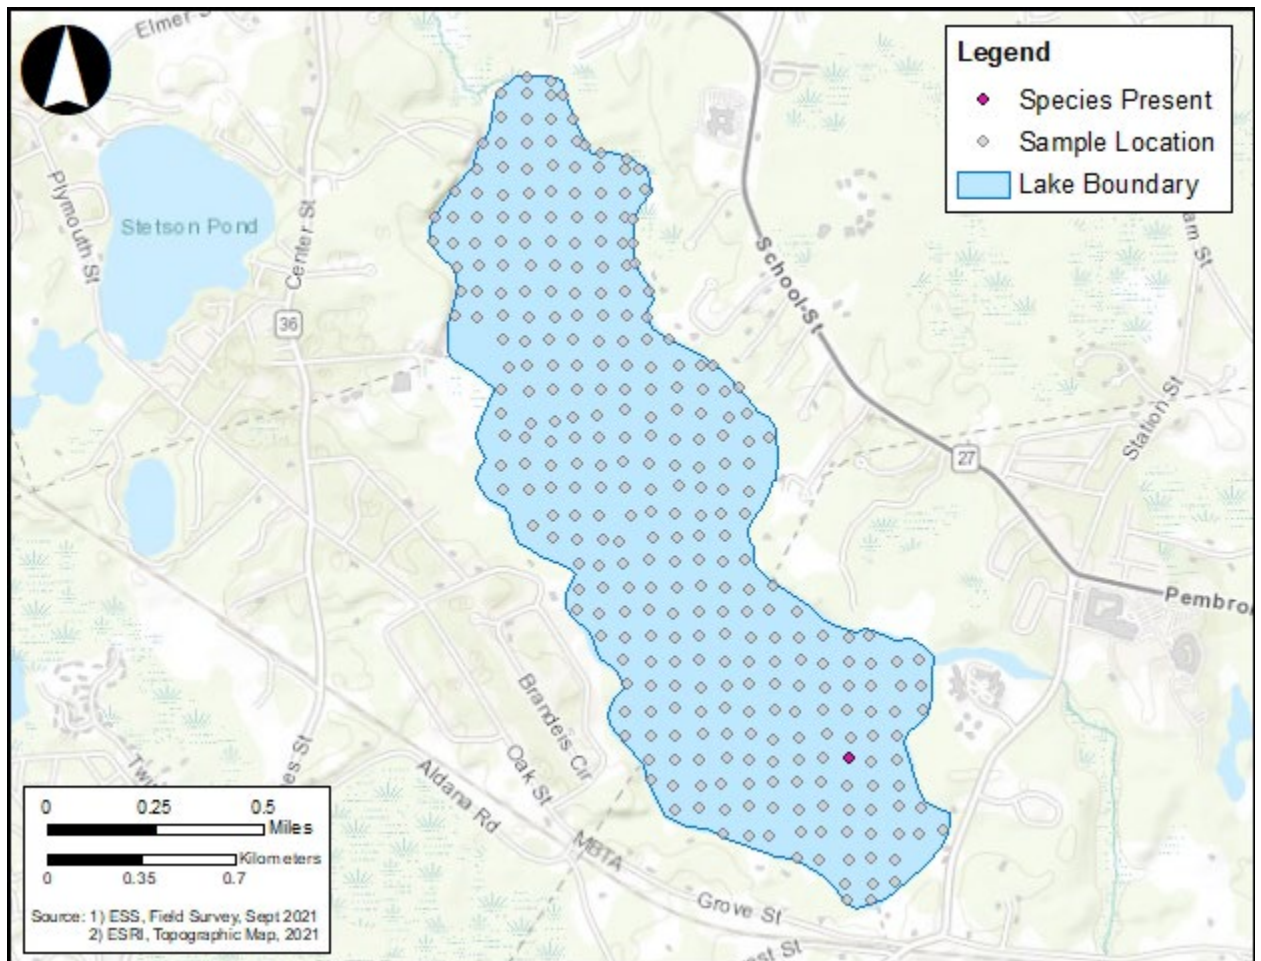 Elmer S
Legend
Species Present
Sample Location
Lake Boundary
Plymouth St
Stetson Pond
Center St
School St
36
Station St
27
Pembro
Brandeis Cir
Oak St
Aldana Rd
MBTA
Grove St
0 0.25 0.5
Miles
Kilometers
0 0.35 0.7
Source: 1) ESS, Field Survey, Sept 2021
2) ESRI, Topographic Map, 2021